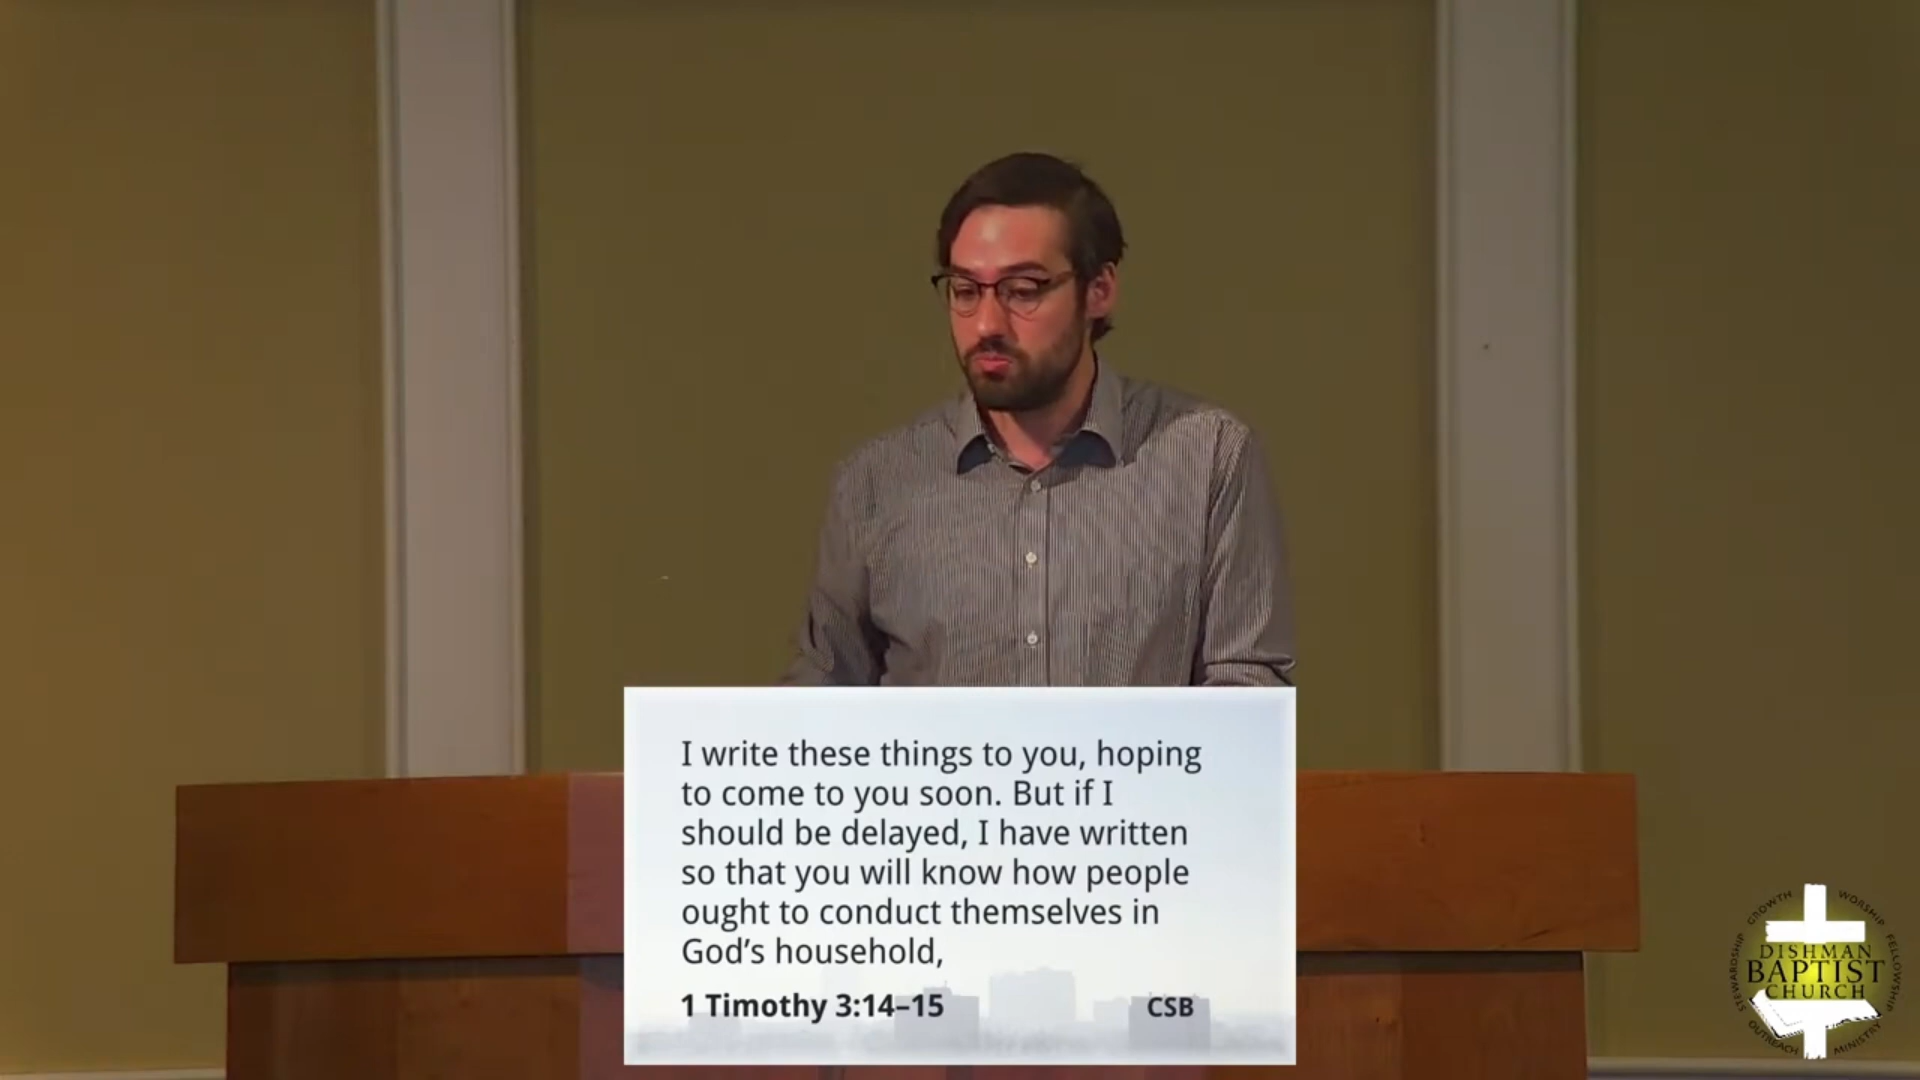 I write these things to you, hoping
to come to you soon. But if I
should be delayed, I have written
so that you will know how people
ought to conduct themselves in
God’s household,
1 Timothy 3:14–15 CSB
STEWARDSHIP GROWTH WORSHIP FELLOWSHIP
DISHMAN
BAPTIST
CHURCH
OUTREACH MINISTRY